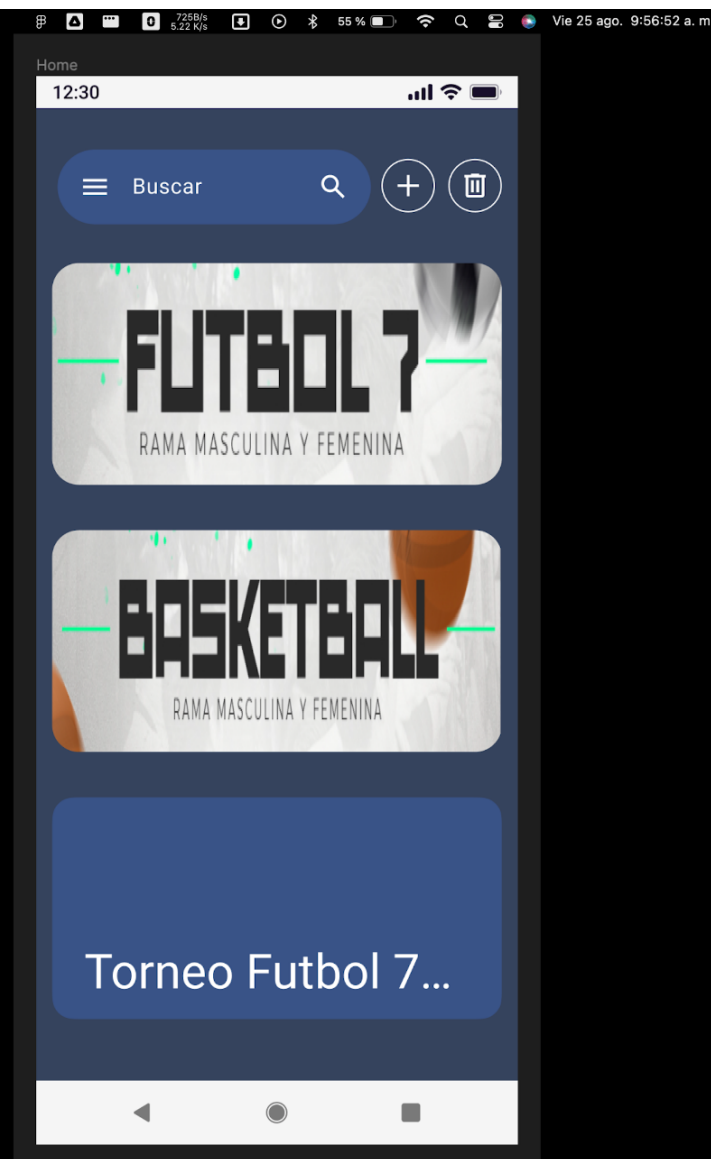 725B/s
5.22 K/s
55 %
Vie 25 ago. 9:56:52 a. m
Home
12:30
Buscar
FUTBOL 7
RAMA MASCULINA Y FEMENINA
BASKETBALL
RAMA MASCULINA Y FEMENINA
Torneo Futbol 7...